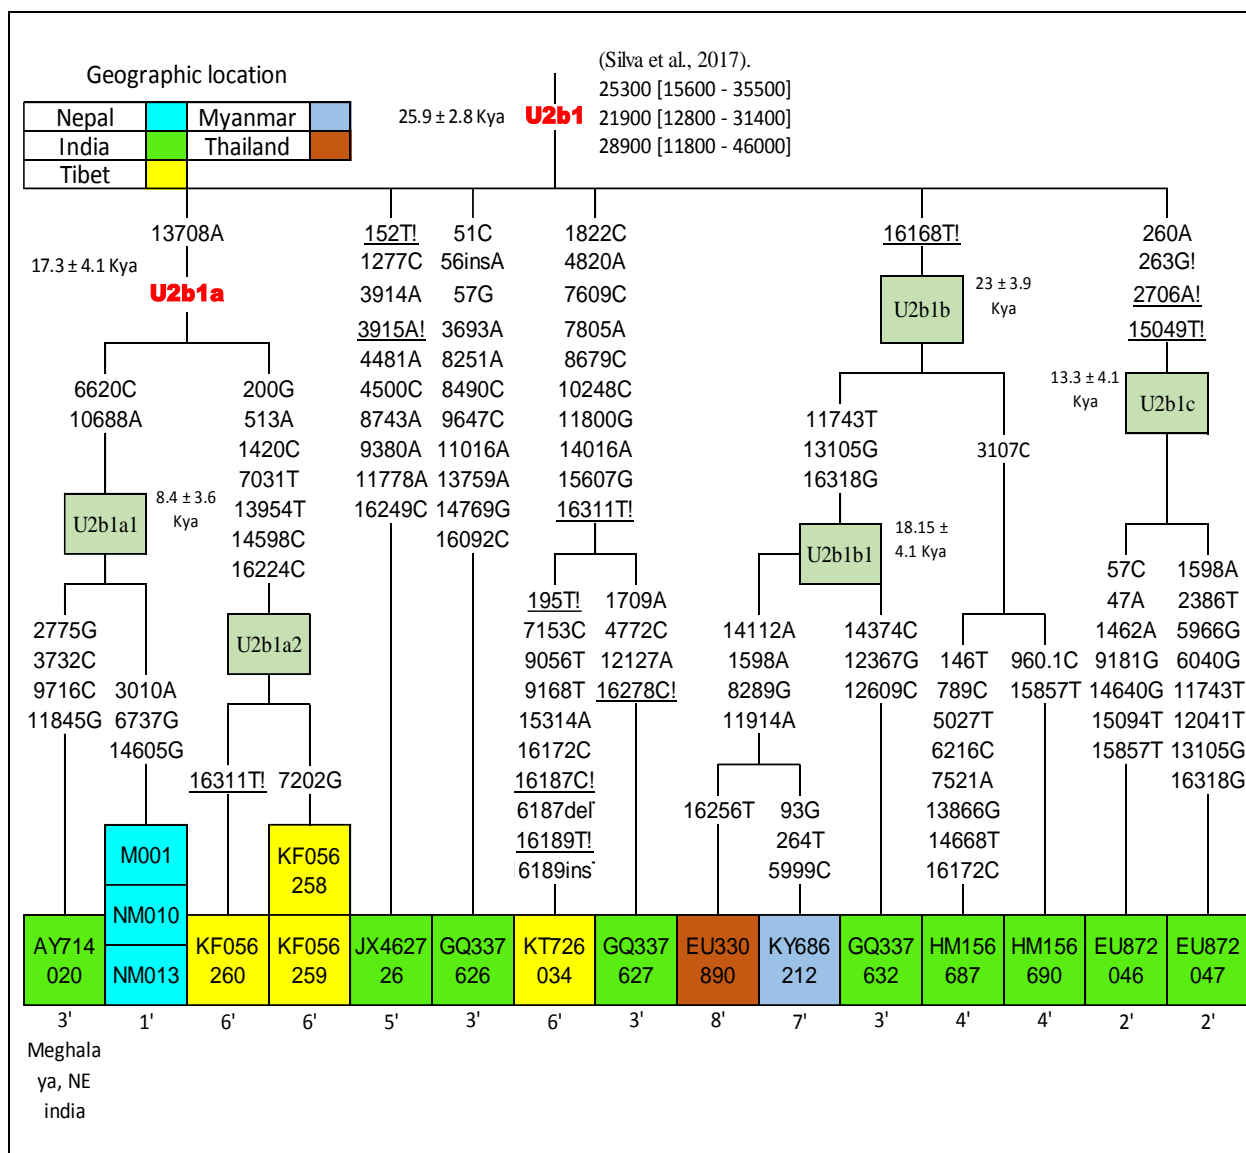 Geographic location
Nepal Myanmar
India Thailand
Tibet
(Silva et al., 2017).
25300 [15600 - 35500]
21900 [12800 - 31400]
28900 [11800 - 46000]
25.9 ± 2.8 Kya
U2b1
13708A
17.3 ± 4.1 Kya
U2b1a
6620C
10688A
U2b1a1
8.4 ± 3.6
Kya
2775G
3732C
9716C
11845G
3010A
6737G
14605G
200G
513A
1420C
7031T
13954T
14598C
16224C
U2b1a2
16311T!
7202G
152T!
1277C
3914A
3915A!
4481A
4500C
8743A
9380A
11778A
16249C
51C
56insA
57G
3693A
8251A
8490C
9647C
11016A
13759A
14769G
16092C
1822C
4820A
7609C
7805A
8679C
10248C
11800G
14016A
15607G
16311T!
195T!
7153C
9056T
9168T
15314A
16172C
16187C!
6187del
16189T!
6189ins
1709A
4772C
12127A
16278C!
16168T!
U2b1b
23 ± 3.9
Kya
11743T
13105G
16318G
U2b1b1
18.15 ±
4.1 Kya
14112A
1598A
8289G
11914A
16256T
93G
264T
5999C
14374C
12367G
12609C
3107C
146T
789C
5027T
6216C
7521A
13866G
14668T
16172C
960.1C
15857T
260A
263G!
2706A!
15049T!
13.3 ± 4.1
Kya
U2b1c
57C
47A
1462A
9181G
14640G
15094T
15857T
1598A
2386T
5966G
6040G
11743T
12041T
13105G
16318G
AY714
020
M001
NM010
NM013
KF056
260
KF056
258
KF056
259
JX4627
26
GQ337
626
KT726
034
GQ337
627
EU330
890
KY686
212
GQ337
632
HM156
687
HM156
690
EU872
046
EU872
047
3' 1' 6' 6' 5' 3' 6' 3' 8' 7' 3' 4' 4' 2' 2'
Meghala
ya, NE
india